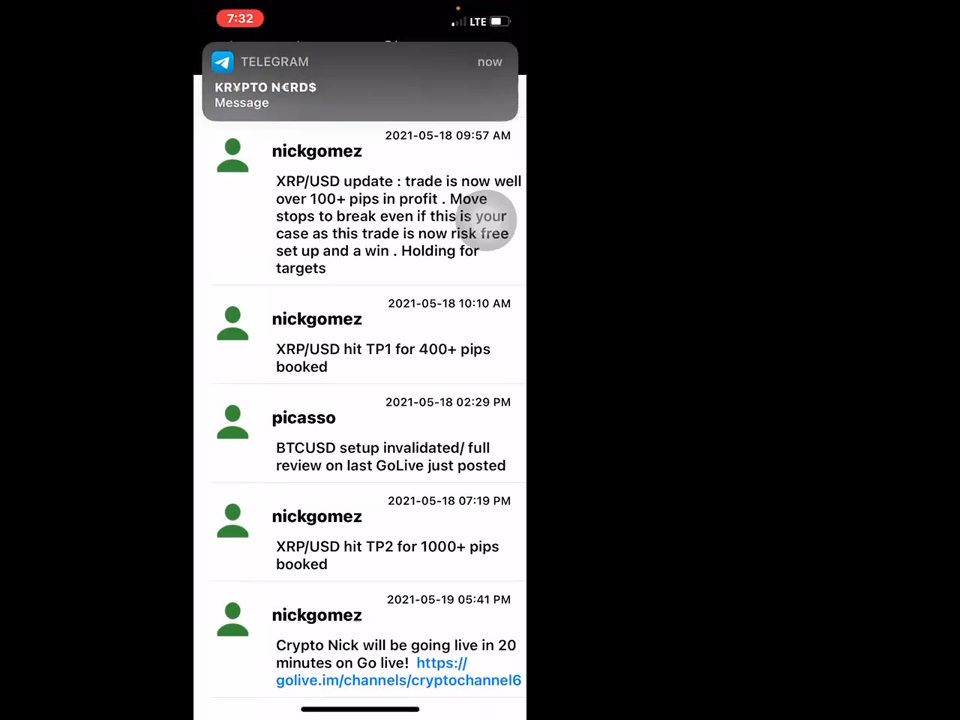 7:32
LTE
TELEGRAM
now
KR¥PTO N€RD$
Message
2021-05-18 09:57 AM
nickgomez
XRP/USD update : trade is now well
over 100+ pips in profit . Move
stops to break even if this is your
case as this trade is now risk free
set up and a win . Holding for
targets
2021-05-18 10:10 AM
nickgomez
XRP/USD hit TP1 for 400+ pips
booked
2021-05-18 02:29 PM
picasso
BTCUSD setup invalidated/ full
review on last GoLive just posted
2021-05-18 07:19 PM
nickgomez
XRP/USD hit TP2 for 1000+ pips
booked
2021-05-19 05:41 PM
nickgomez
Crypto Nick will be going live in 20
minutes on Go live! https://
golive.im/channels/cryptochannel6